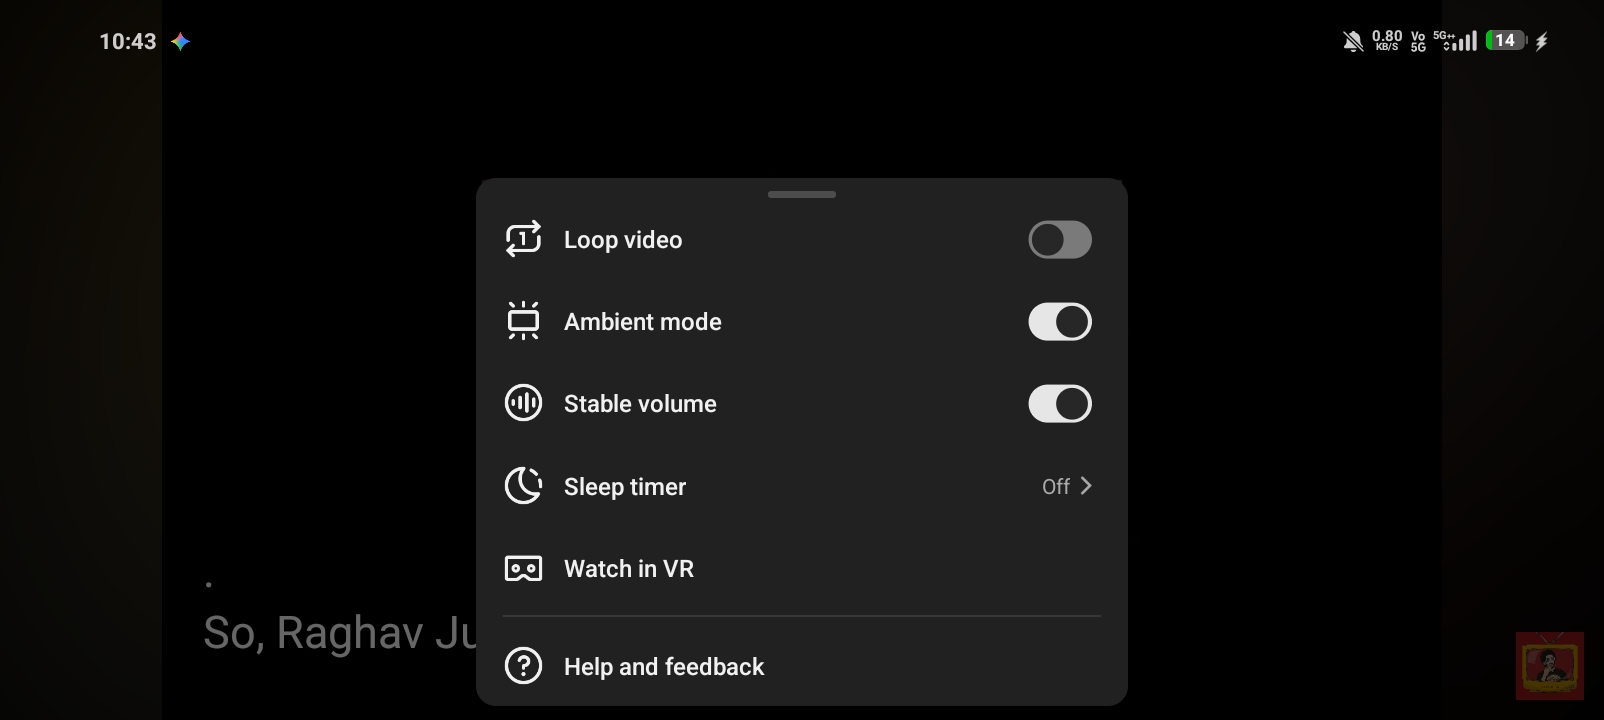 10:43
0.80
KB/S
Vo
5G
5G++
14
Loop video
Ambient mode
Stable volume
Sleep timer
Off
Watch in VR
.
So, Raghav Ju
Help and feedback